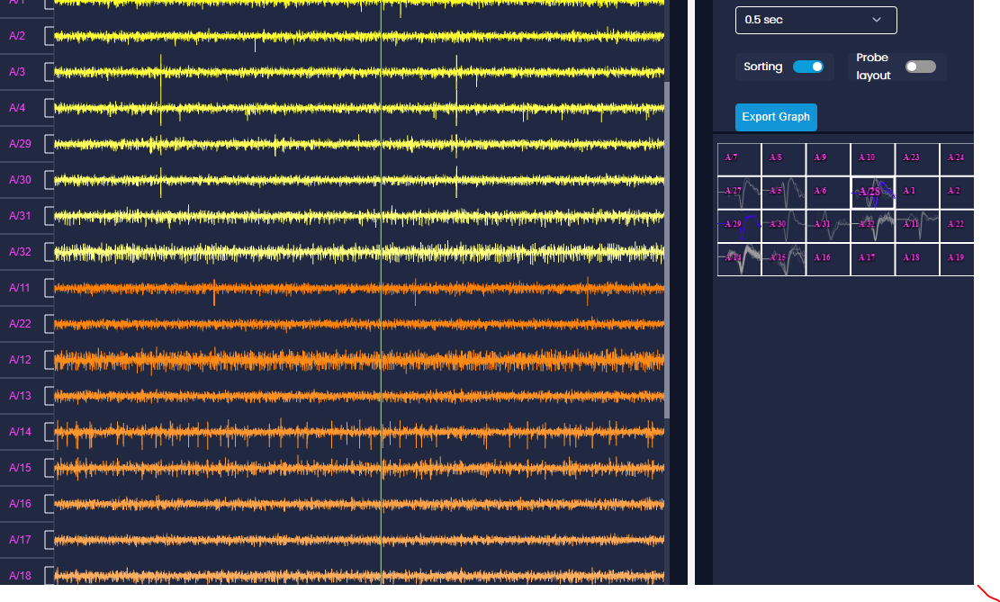 A/1
A/2
A/3
A/4
A/29
A/30
A/31
A/32
A/11
A/22
A/12
A/13
A/14
A/15
A/16
A/17
A/18
0.5 sec
Sorting
Probe
layout
Export Graph
A/7 A/8 A/9 A/10 A/23 A/24
A/27 A/5 A/6 A/28 A/1 A/2
A/29 A/30 A/31 A/32 A/11 A/22
A/14 A/15 A/16 A/17 A/18 A/19